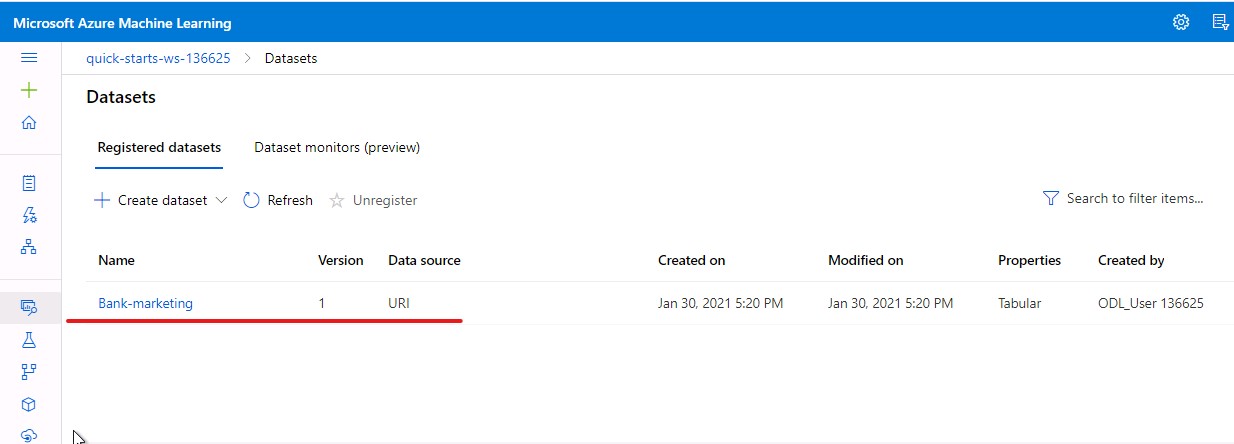 Microsoft Azure Machine Learning
quick-starts-ws-136625 > Datasets
Datasets
Registered datasets Dataset monitors (preview)
Create dataset Refresh Unregister Search to filter items...
Name Version Data source Created on Modified on Properties Created by
Bank-marketing 1 URI Jan 30, 2021 5:20 PM Jan 30, 2021 5:20 PM Tabular ODL_User 136625